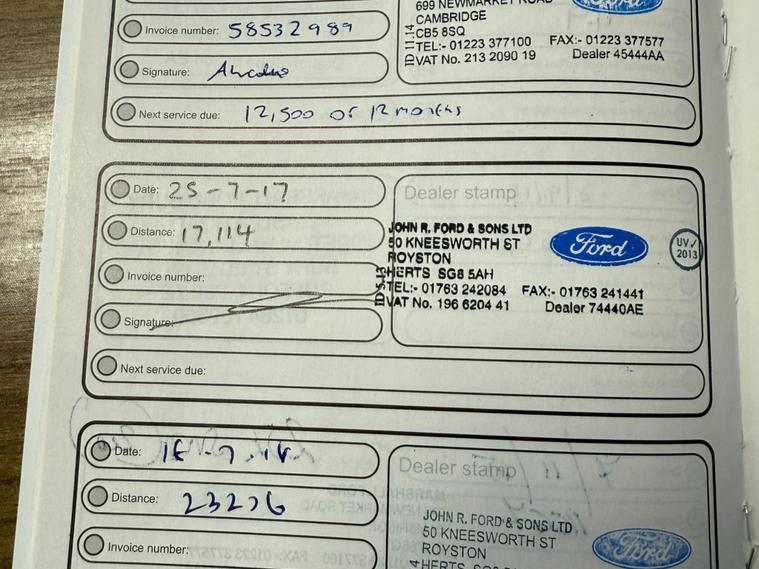 699 NEWMARKET ROAD
CAMBRIDGE
CB5 8SQ
TEL:- 01223 377100 FAX:- 01223 377577
VAT No. 213 2090 19 Dealer 45444AA
Ford
Invoice number: 58532989
Signature:
Next service due: 12,500 or 12 months
Date: 25-7-17
Distance: 17,114
Invoice number:
Signature:
Next service due:
Dealer stamp
JOHN R. FORD & SONS LTD
50 KNEESWORTH ST
ROYSTON
HERTS SG8 5AH
TEL:- 01763 242084 FAX:- 01763 241441
VAT No. 196 6204 41 Dealer 74440AE
Ford
UV✓
2013
Date:
Distance: 23276
Invoice number:
Dealer stamp
JOHN R. FORD & SONS LTD
50 KNEESWORTH ST
ROYSTON
Ford